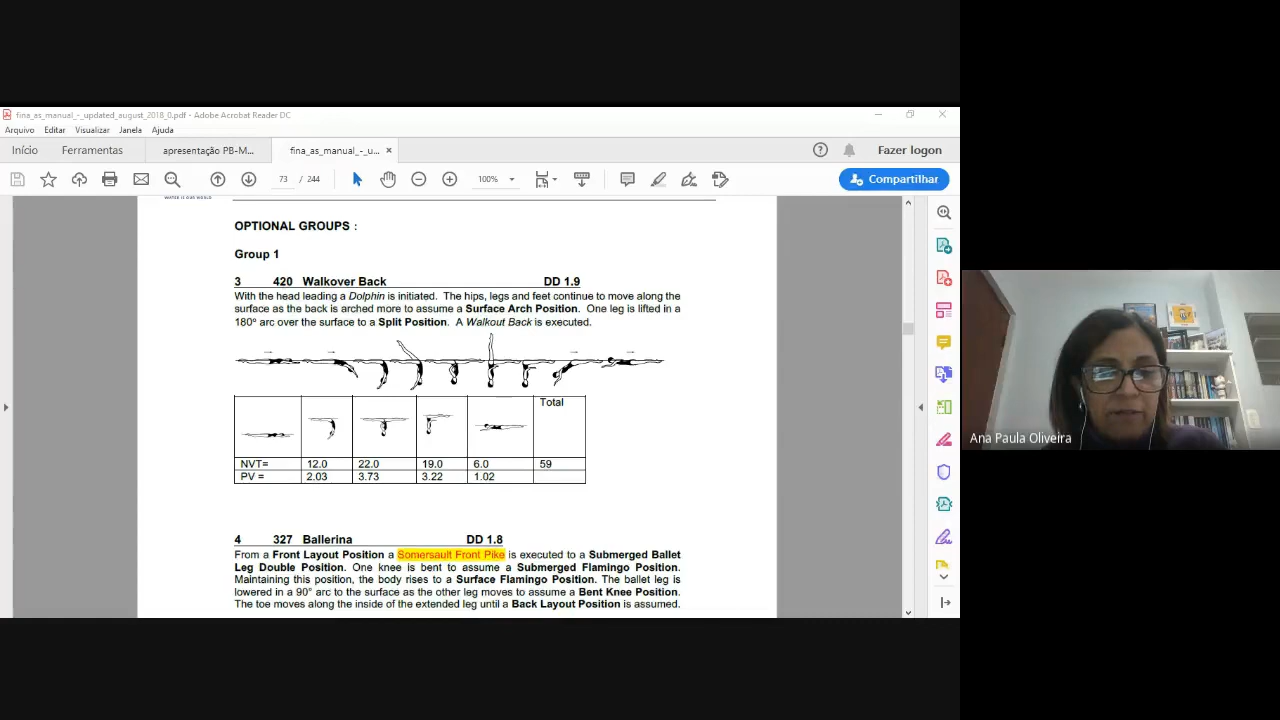 fina_as_manual_-_updated_august_2018_0.pdf - Adobe Acrobat Reader DC
Arquivo Editar Visualizar Janela Ajuda
Início Ferramentas apresentação PB-M... fina_as_manual_-_u... Fazer logon
73 / 244 100% Compartilhar
WATER IS OUR WORLD
OPTIONAL GROUPS :
Group 1
3 420 Walkover Back DD 1.9
With the head leading a Dolphin is initiated. The hips, legs and feet continue to move along the
surface as the back is arched more to assume a Surface Arch Position. One leg is lifted in a
180º arc over the surface to a Split Position. A Walkout Back is executed.
Total
NVT= 12.0 22.0 19.0 6.0 59
PV = 2.03 3.73 3.22 1.02
4 327 Ballerina DD 1.8
From a Front Layout Position a Somersault Front Pike is executed to a Submerged Ballet
Leg Double Position. One knee is bent to assume a Submerged Flamingo Position.
Maintaining this position, the body rises to a Surface Flamingo Position. The ballet leg is
lowered in a 90º arc to the surface as the other leg moves to assume a Bent Knee Position.
The toe moves along the inside of the extended leg until a Back Layout Position is assumed.
Ana Paula Oliveira